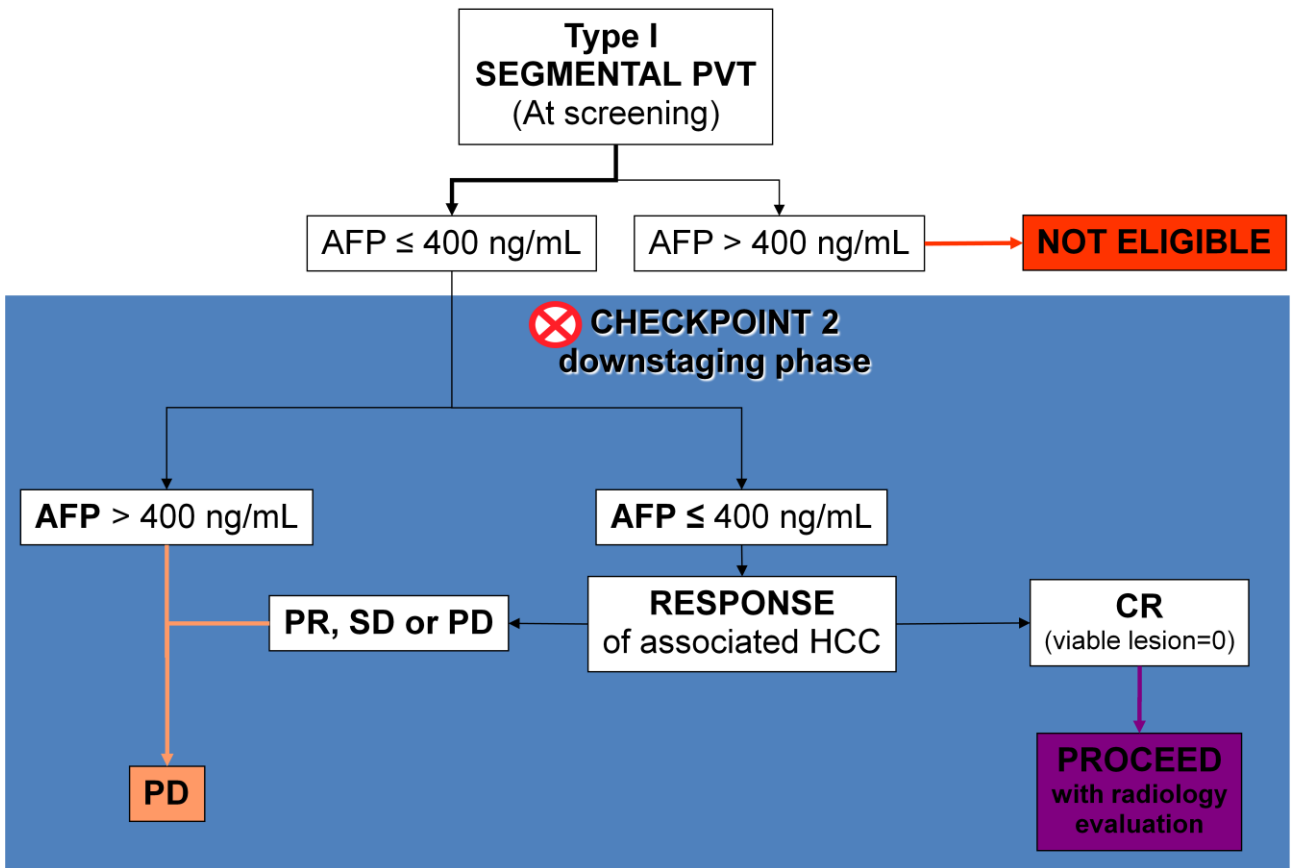 Type I
SEGMENTAL PVT
(At screening)
AFP ≤ 400 ng/mL
AFP > 400 ng/mL
NOT ELIGIBLE
CHECKPOINT 2
downstaging phase
AFP > 400 ng/mL
AFP ≤ 400 ng/mL
PR, SD or PD
RESPONSE
of associated HCC
CR
(viable lesion=0)
PD
PROCEED
with radiology
evaluation